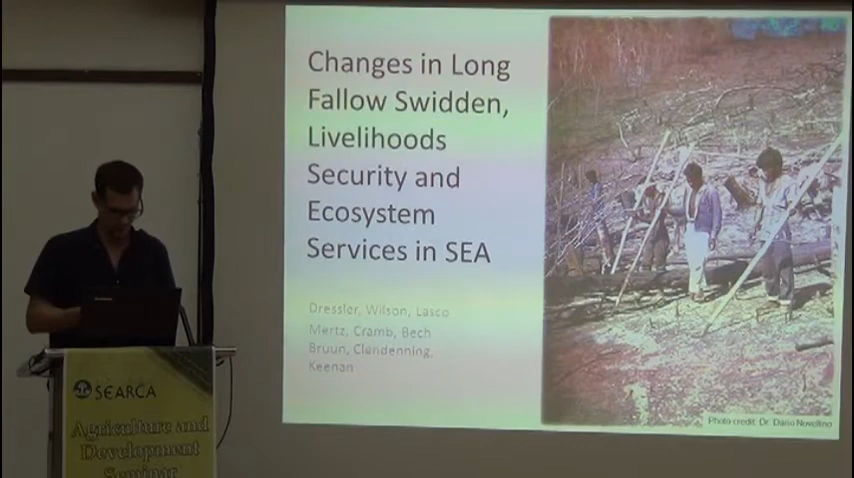 Changes in Long
Fallow Swidden,
Livelihoods
Security and
Ecosystem
Services in SEA
Dressler, Wilson, Lasco
Mertz, Cramb, Bech
Bruun, Clendenning,
Keenan
Photo credit: Dr. Dario Novellino
SEARCA
Agriculture and
Development
Seminar